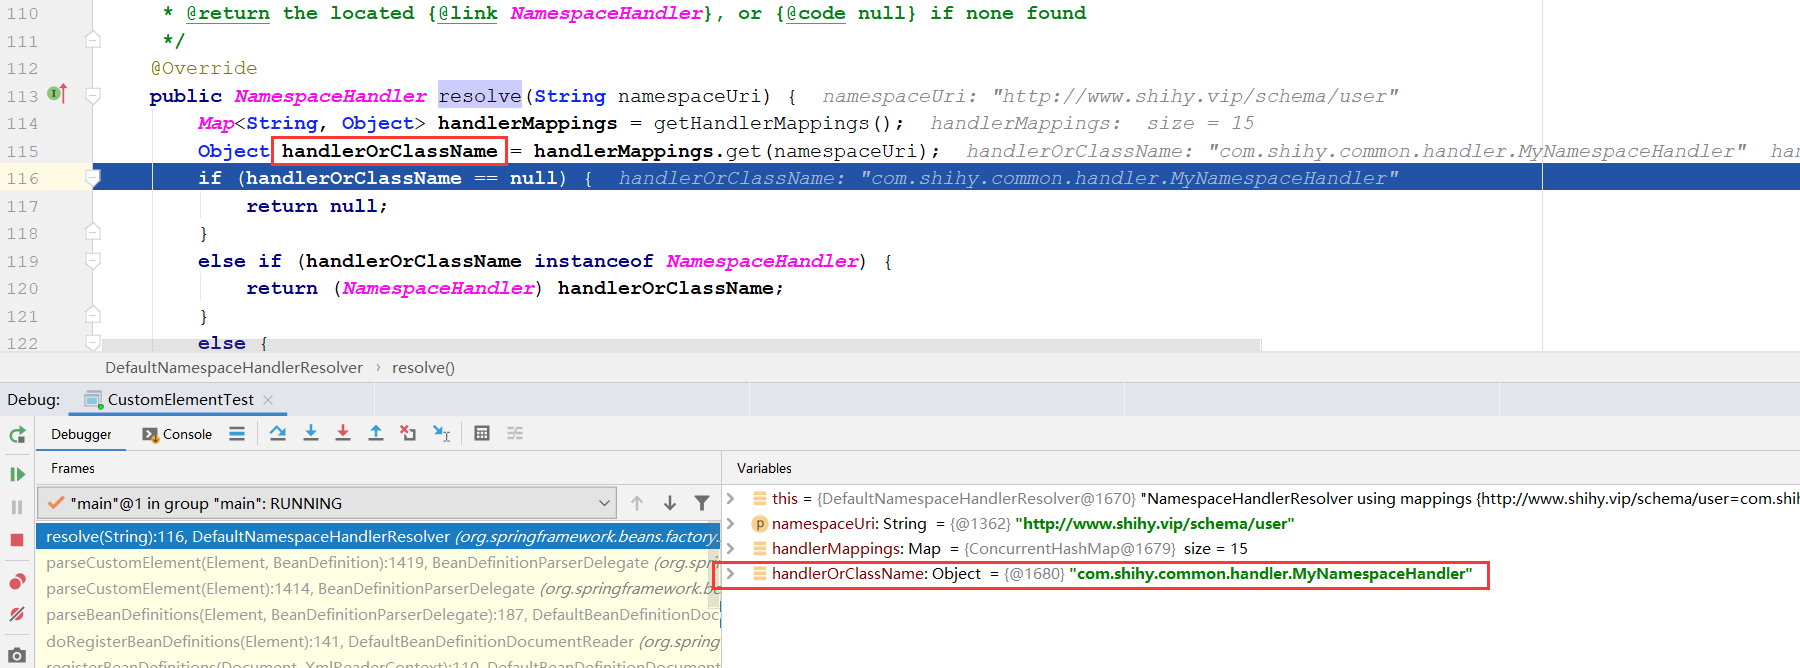 110 * @return the located {@link NamespaceHandler}, or {@code null} if none found
111 */
112 @Override
113 public NamespaceHandler resolve(String namespaceUri) { namespaceUri: "http://www.shihy.vip/schema/user"
114 Map<String, Object> handlerMappings = getHandlerMappings(); handlerMappings: size = 15
115 Object handlerOrClassName = handlerMappings.get(namespaceUri); handlerOrClassName: "com.shihy.common.handler.MyNamespaceHandler" han
116 if (handlerOrClassName == null) { handlerOrClassName: "com.shihy.common.handler.MyNamespaceHandler"
117 return null;
118 }
119 else if (handlerOrClassName instanceof NamespaceHandler) {
120 return (NamespaceHandler) handlerOrClassName;
121 }
122 else {
DefaultNamespaceHandlerResolver › resolve()
Debug: CustomElementTest
Debugger Console
Frames
"main"@1 in group "main": RUNNING
resolve(String):116, DefaultNamespaceHandlerResolver (org.springframework.beans.factory.
parseCustomElement(Element, BeanDefinition):1419, BeanDefinitionParserDelegate (org.
parseCustomElement(Element):1414, BeanDefinitionParserDelegate (org.springframework.be
parseBeanDefinitions(Element, BeanDefinitionParserDelegate):187, DefaultBeanDefinitionDoc
doRegisterBeanDefinitions(Element):141, DefaultBeanDefinitionDocumentReader (org.spring
registerBeanDefinitions(Document, XmlReaderContext):110, DefaultBeanDefinitionDocument
Variables
this = {DefaultNamespaceHandlerResolver@1670} "NamespaceHandlerResolver using mappings {http://www.shihy.vip/schema/user=com.shi
namespaceUri: String = {@1362} "http://www.shihy.vip/schema/user"
handlerMappings: Map = {ConcurrentHashMap@1679} size = 15
handlerOrClassName: Object = {@1680} "com.shihy.common.handler.MyNamespaceHandler"